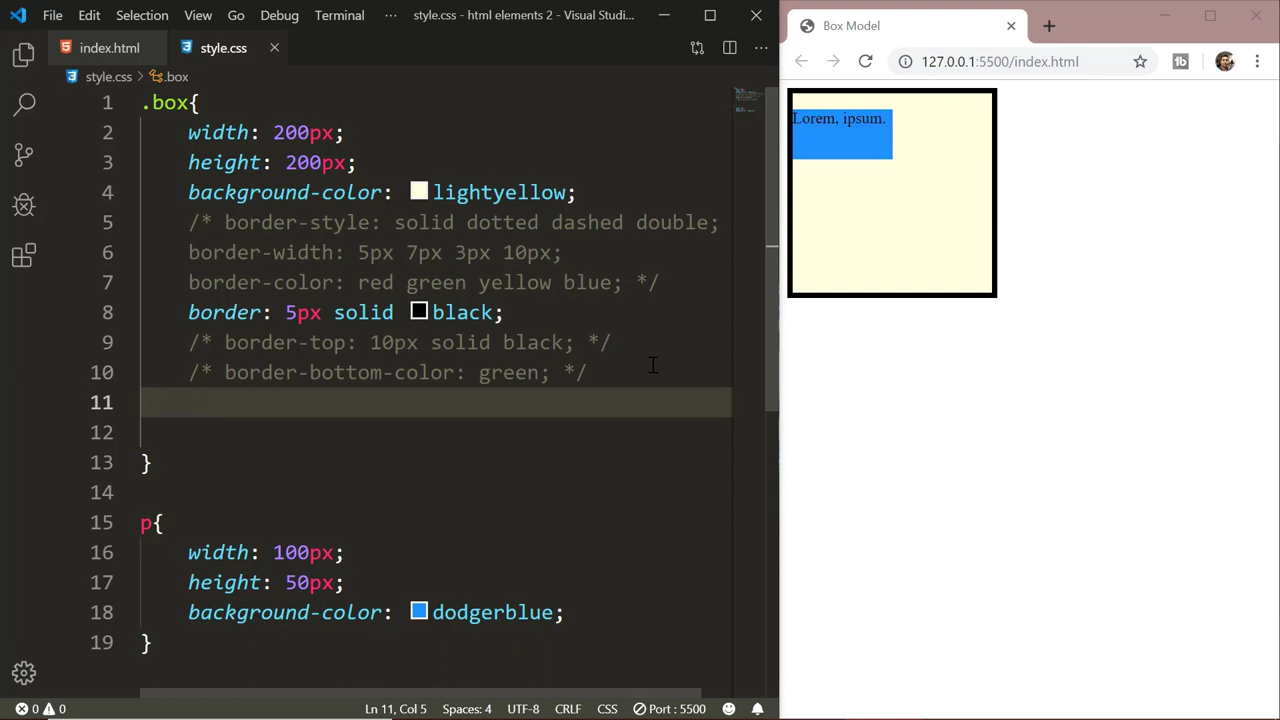 File Edit Selection View Go Debug Terminal ··· style.css - html elements 2 - Visual Studi...
index.html style.css
style.css .box
1 .box{
2 width: 200px;
3 height: 200px;
4 background-color: lightyellow;
5 /* border-style: solid dotted dashed double;
6 border-width: 5px 7px 3px 10px;
7 border-color: red green yellow blue; */
8 border: 5px solid black;
9 /* border-top: 10px solid black; */
10 /* border-bottom-color: green; */
11
12
13 }
14
15 p{
16 width: 100px;
17 height: 50px;
18 background-color: dodgerblue;
19 }
0 0 Ln 11, Col 5 Spaces: 4 UTF-8 CRLF CSS Port : 5500
Box Model
127.0.0.1:5500/index.html
Lorem, ipsum.